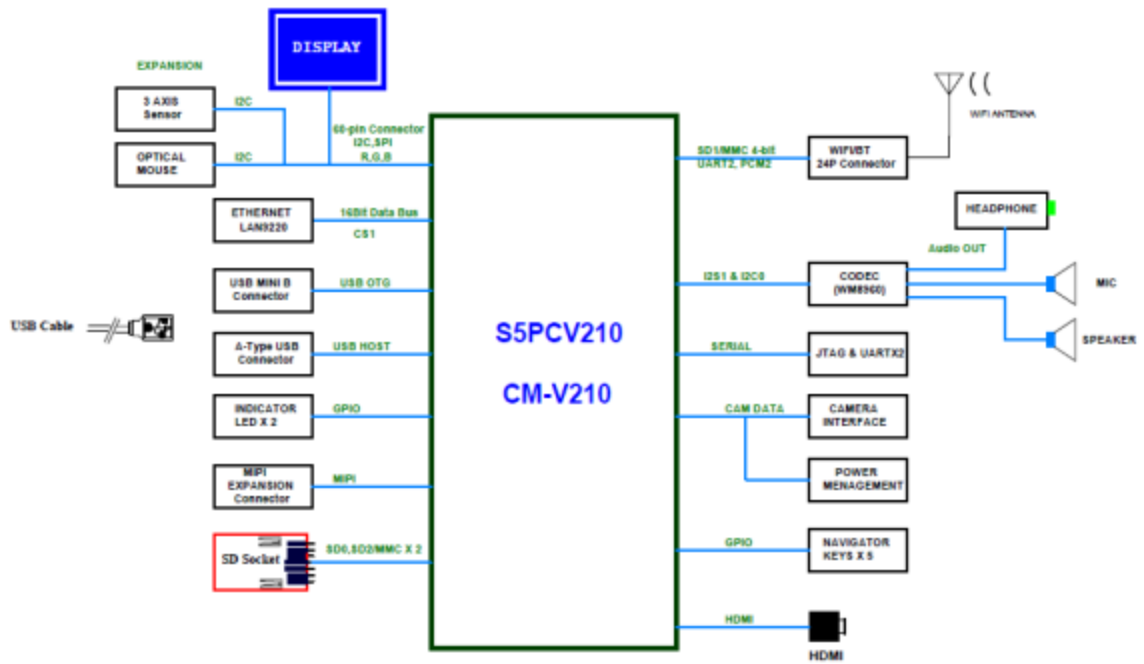 DISPLAY
EXPANSION
3 AXIS
Sensor
I2C
OPTICAL
MOUSE
I2C
60-pin Connector
I2C,SPI
R,G,B
ETHERNET
LAN9220
16Bit Data Bus
CS1
USB MINI B
Connector
USB OTG
USB Cable
A-Type USB
Connector
USB HOST
INDICATOR
LED X 2
GPIO
MIPI
EXPANSION
Connector
MIPI
SD Socket
SD0,SD2/MMC X 2
S5PCV210
CM-V210
SD1/MMC 4-bit
UART2, PCM2
WIFI/BT
24P Connector
WIFI ANTENNA
HEADPHONE
Audio OUT
I2S1 & I2C0
CODEC
(WM8960)
MIC
SPEAKER
SERIAL
JTAG & UARTX2
CAM DATA
CAMERA
INTERFACE
POWER
MENAGEMENT
GPIO
NAVIGATOR
KEYS X 5
HDMI
HDMI